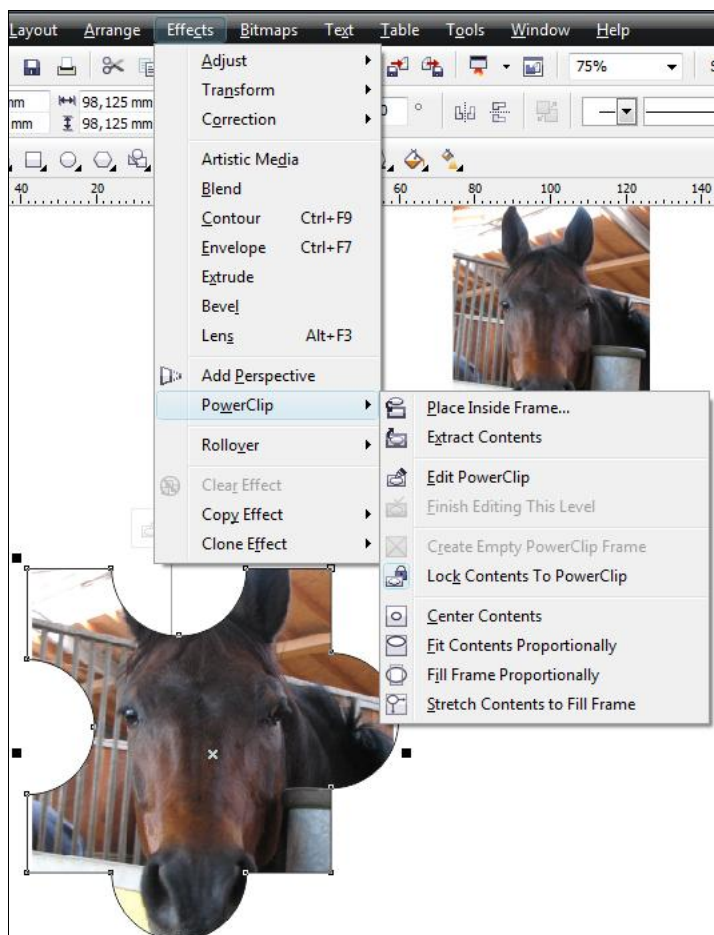 Layout Arrange Effects Bitmaps Text Table Tools Window Help
75%
mm 98,125 mm
mm 98,125 mm
40 20 60 80 100 120 140
Adjust
Transform
Correction
Artistic Media
Blend
Contour Ctrl+F9
Envelope Ctrl+F7
Extrude
Bevel
Lens Alt+F3
Add Perspective
PowerClip
Rollover
Clear Effect
Copy Effect
Clone Effect
Place Inside Frame...
Extract Contents
Edit PowerClip
Finish Editing This Level
Create Empty PowerClip Frame
Lock Contents To PowerClip
Center Contents
Fit Contents Proportionally
Fill Frame Proportionally
Stretch Contents to Fill Frame